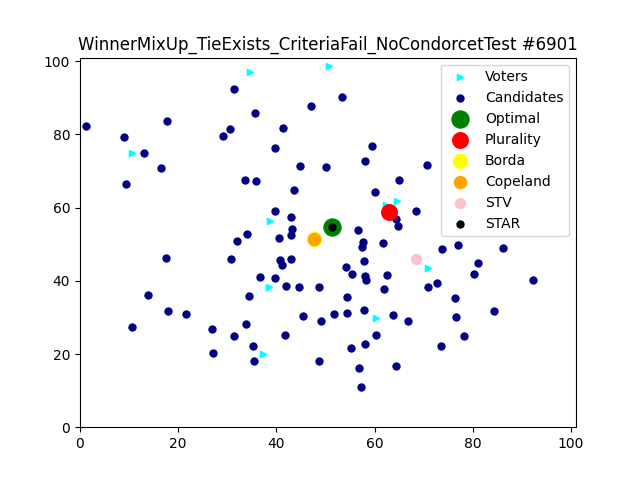 WinnerMixUp_TieExists_CriteriaFail_NoCondorcetTest #6901
100
80
60
40
20
0
0
20
40
60
80
100
Voters
Candidates
Optimal
Plurality
Borda
Copeland
STV
STAR